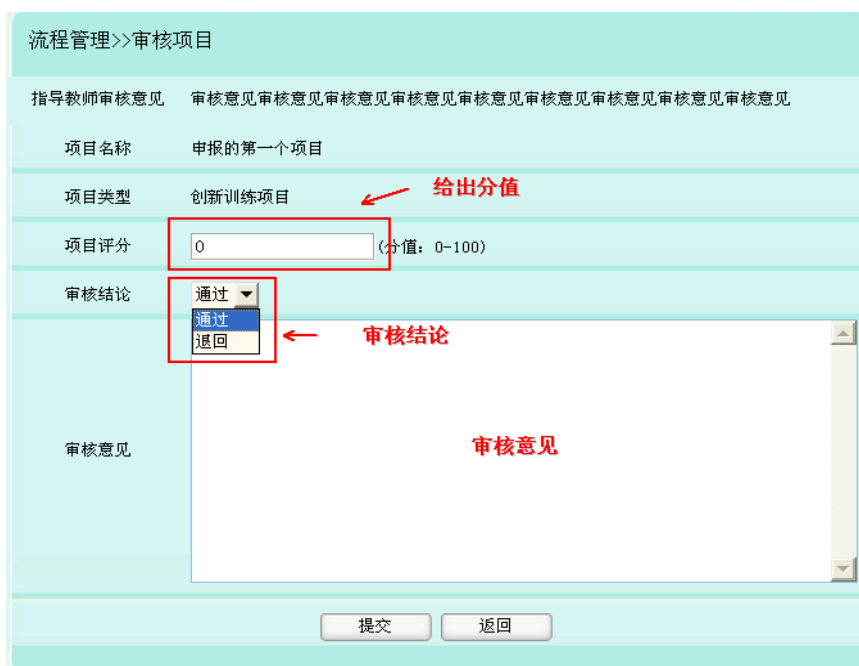 流程管理>>审核项目
指导教师审核意见 审核意见审核意见审核意见审核意见审核意见审核意见审核意见审核意见审核意见
项目名称 申报的第一个项目
项目类型 创新训练项目 给出分值
项目评分 0 (分值：0-100)
审核结论 通过
通过
退回 审核结论
审核意见 审核意见
提交 返回